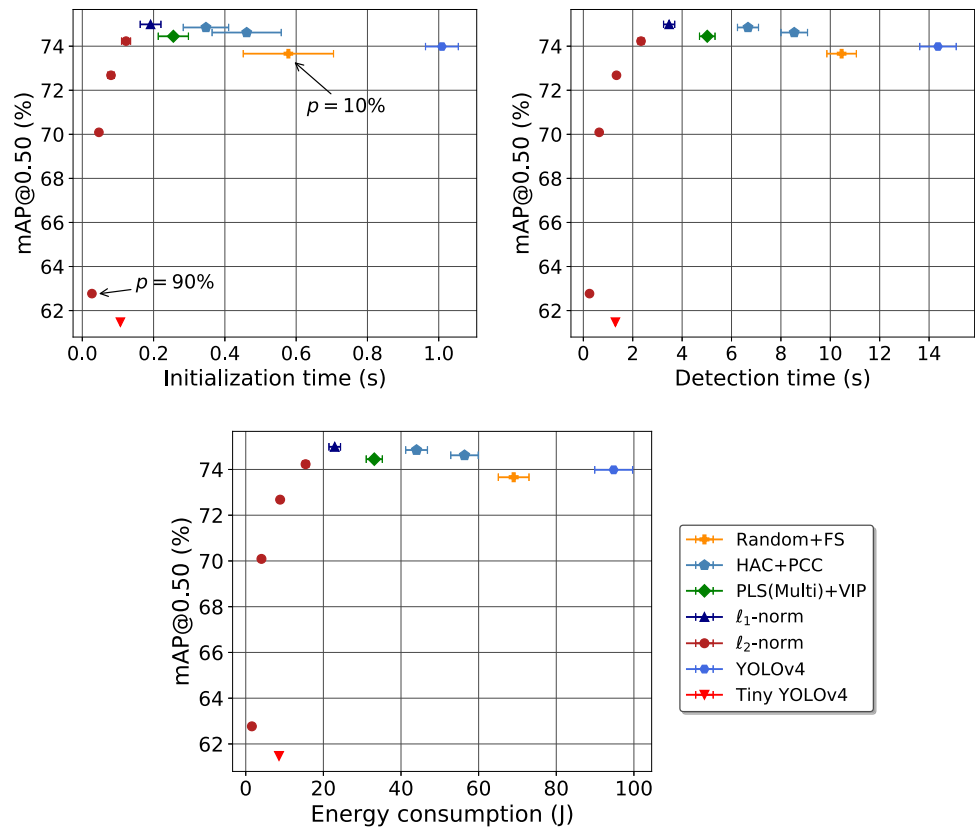 mAP@0.50 (%)
74
72
70
68
66
64
62
p = 10%
p = 90%
0.0 0.2 0.4 0.6 0.8 1.0
Initialization time (s)
mAP@0.50 (%)
74
72
70
68
66
64
62
0 2 4 6 8 10 12 14
Detection time (s)
mAP@0.50 (%)
74
72
70
68
66
64
62
0 20 40 60 80 100
Energy consumption (J)
Random+FS
HAC+PCC
PLS(Multi)+VIP
ℓ₁-norm
ℓ₂-norm
YOLOv4
Tiny YOLOv4